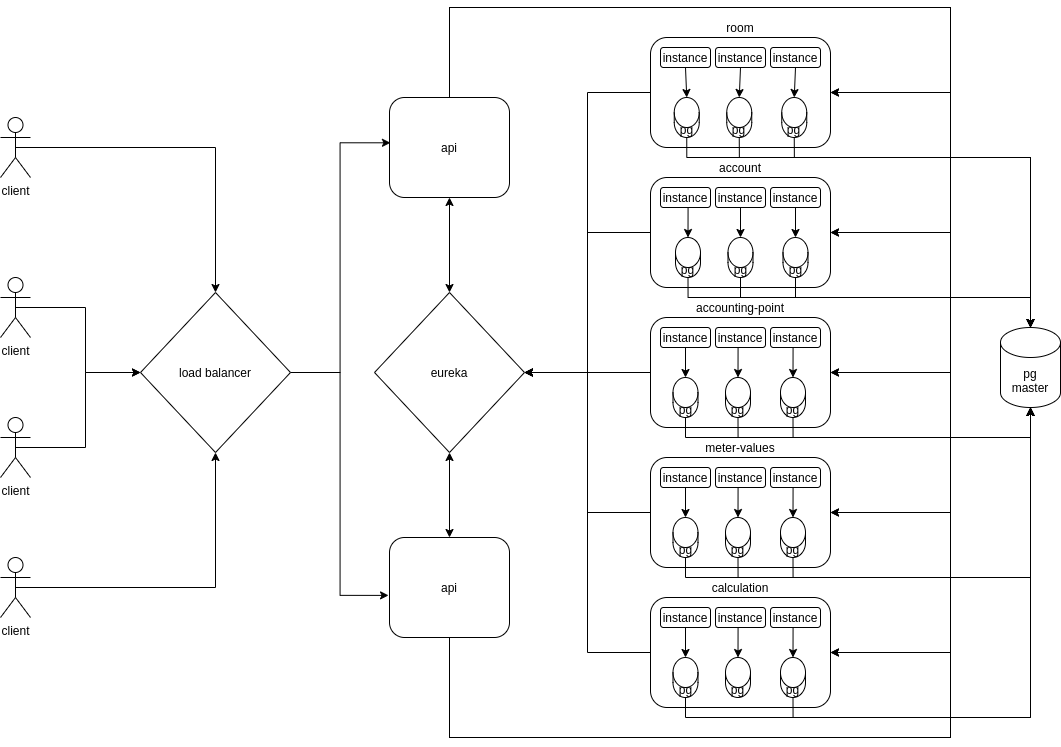 client
client
client
client
load balancer
api
eureka
api
room
instance instance instance
pg pg pg
account
instance instance instance
pg pg pg
accounting-point
instance instance instance
pg pg pg
meter-values
instance instance instance
pg pg pg
calculation
instance instance instance
pg pg pg
pg
master